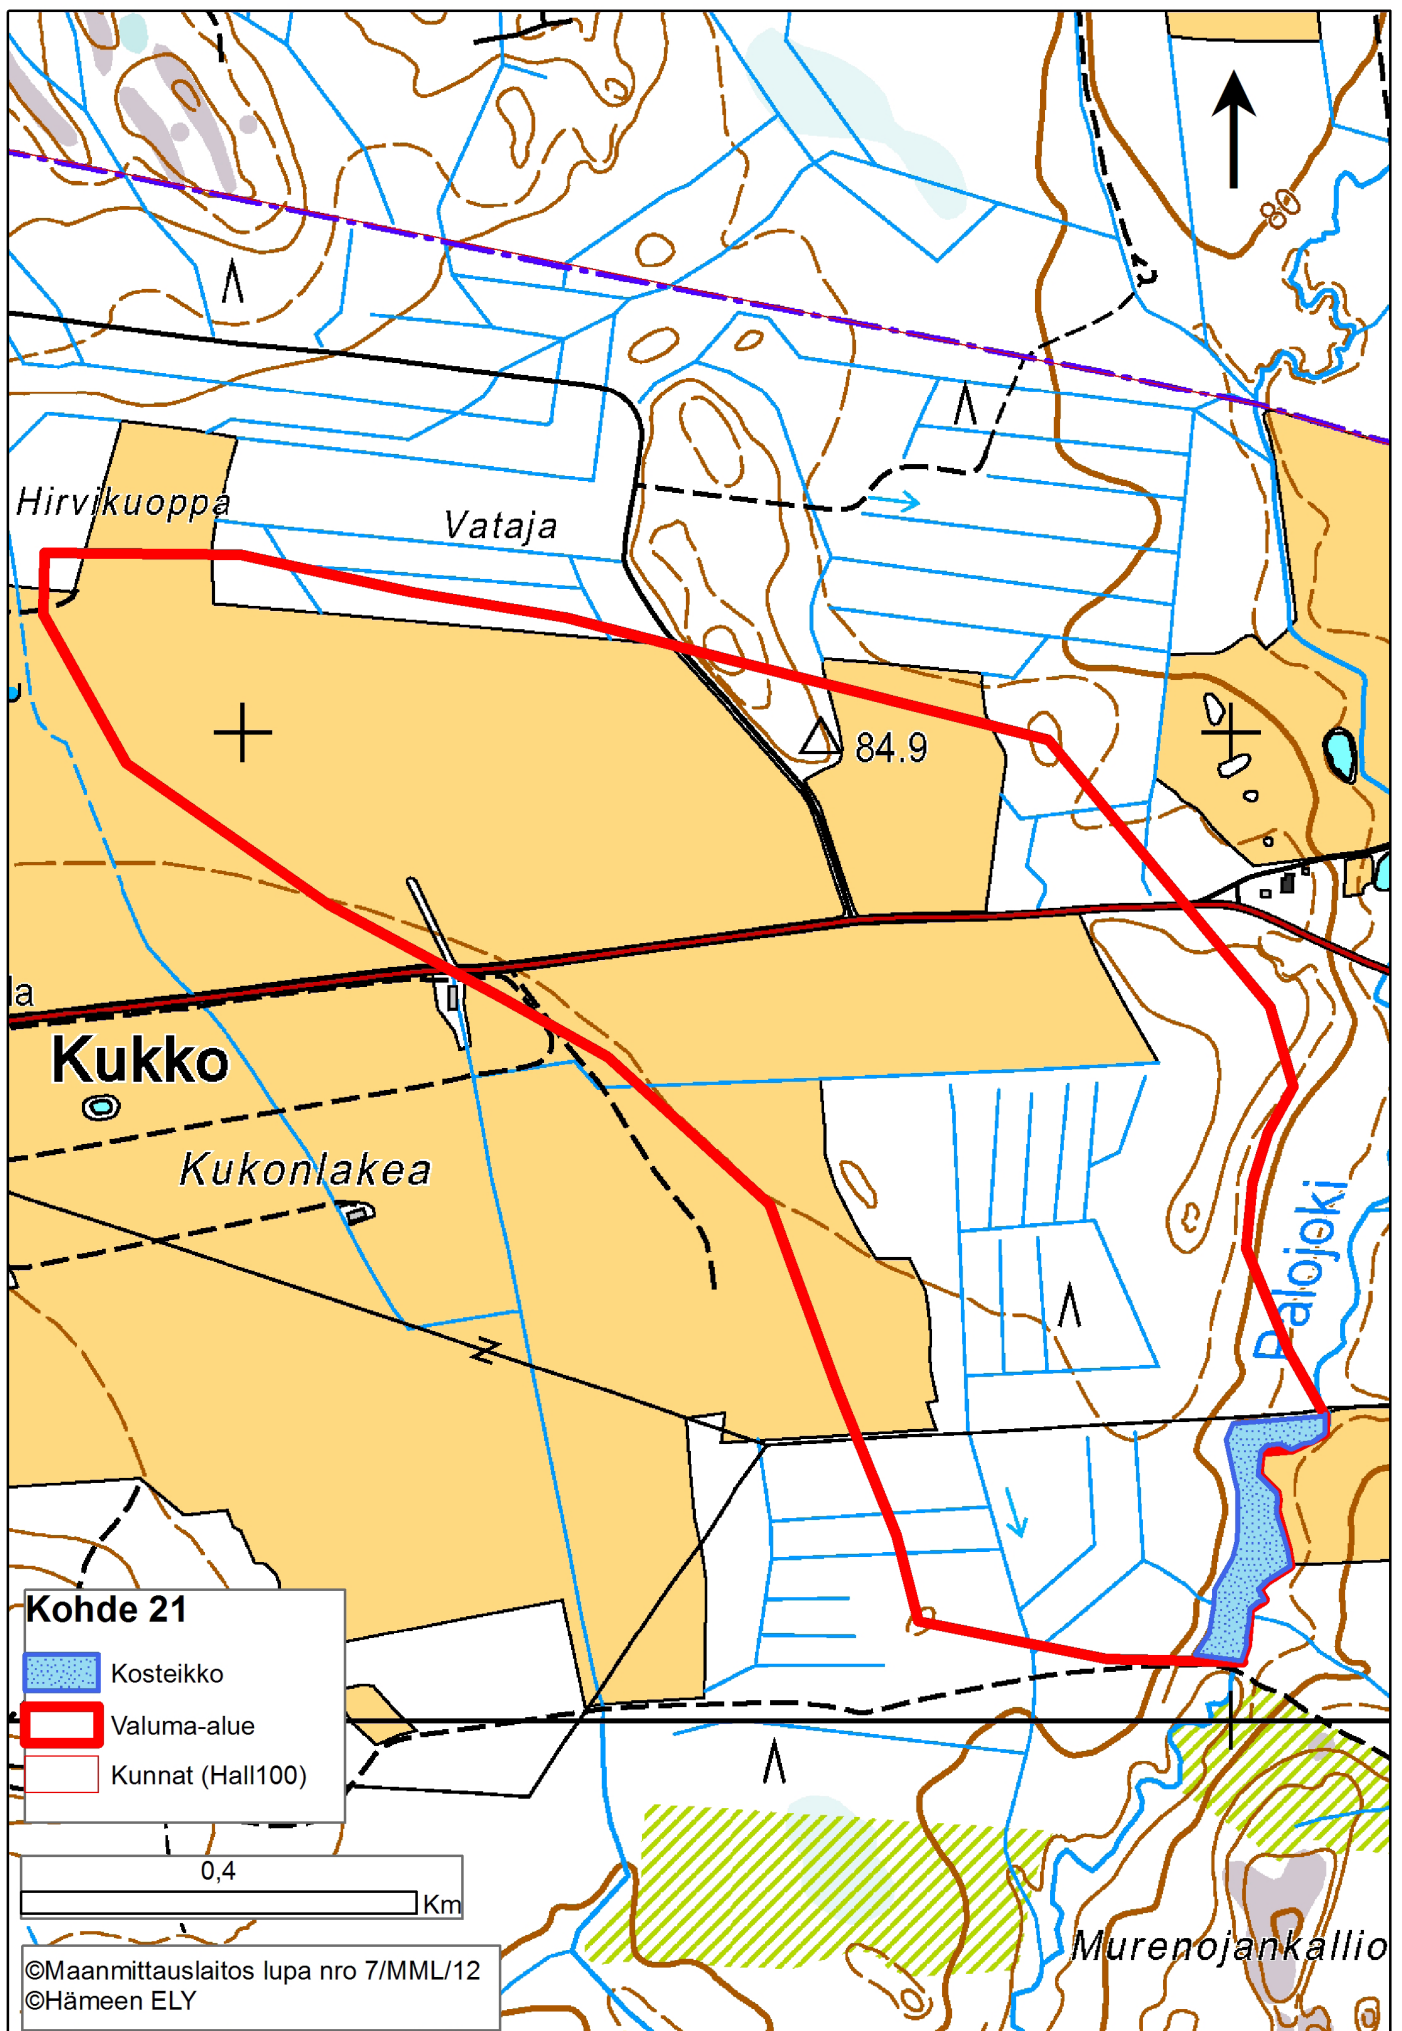 80
Hirvikuoppa
Vataja
84.9
la
Kukko
Kukonlakea
Palojoki
Kohde 21
Kosteikko
Valuma-alue
Kunnat (Hall100)
0,4
Km
Murenojankallio
©Maanmittauslaitos lupa nro 7/MML/12
©Hämeen ELY